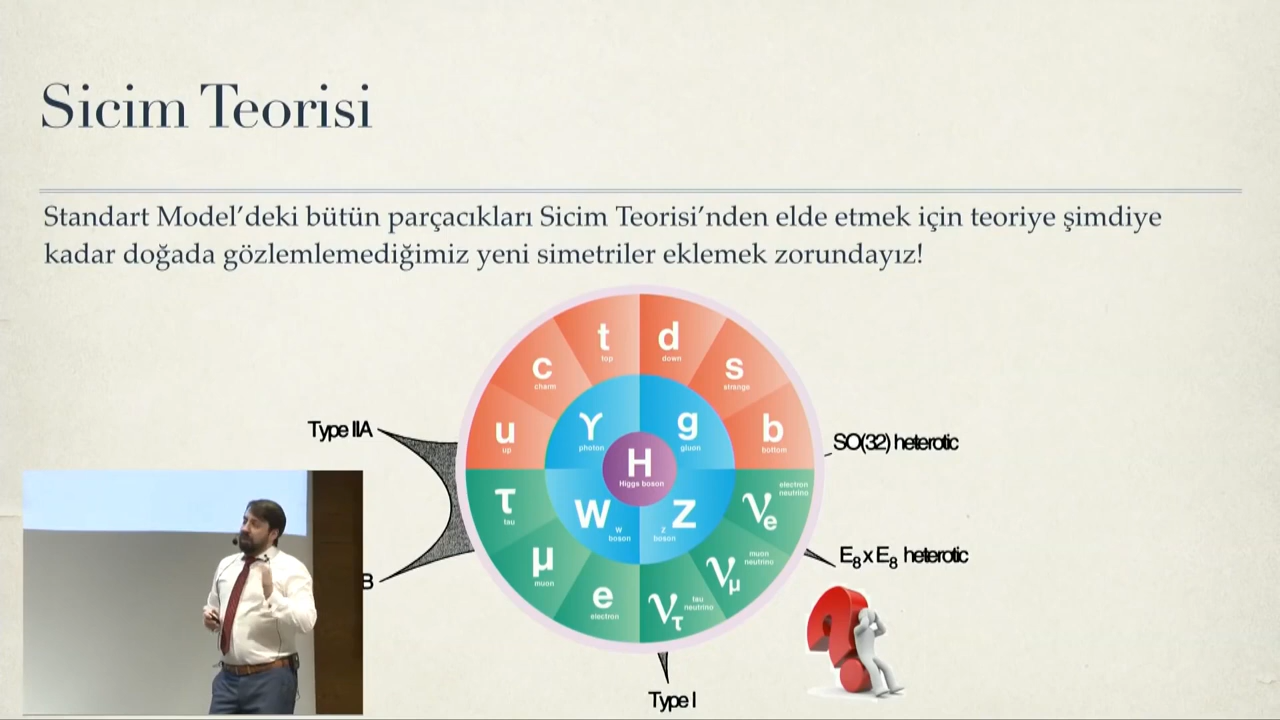 Sicim Teorisi
Standart Model'deki bütün parçacıkları Sicim Teorisi'nden elde etmek için teoriye şimdiye
kadar doğada gözlemlemediğimiz yeni simetriler eklemek zorundayız!
t
top
d
down
c
charm
s
strange
u
up
γ
photon
g
gluon
b
bottom
H
Higgs boson
Type IIA
SO(32) heterotic
τ
tau
W
w
boson
Z
z
boson
νe
electron
neutrino
μ
muon
νμ
muon
neutrino
e
electron
ντ
tau
neutrino
B
E8 x E8 heterotic
Type I